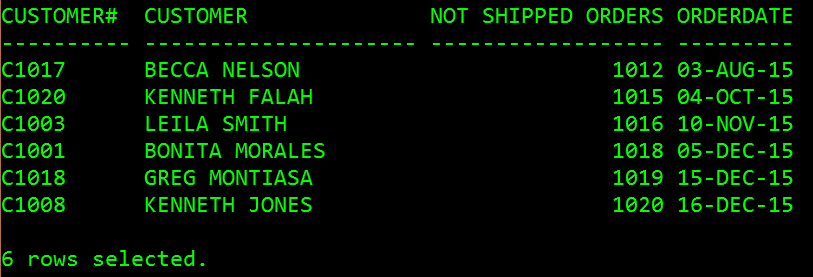 CUSTOMER#  CUSTOMER              NOT SHIPPED ORDERS ORDERDATE
---------- --------------------- ------------------ ---------
C1017      BECCA NELSON                        1012 03-AUG-15
C1020      KENNETH FALAH                       1015 04-OCT-15
C1003      LEILA SMITH                         1016 10-NOV-15
C1001      BONITA MORALES                      1018 05-DEC-15
C1018      GREG MONTIASA                       1019 15-DEC-15
C1008      KENNETH JONES                       1020 16-DEC-15
6 rows selected.